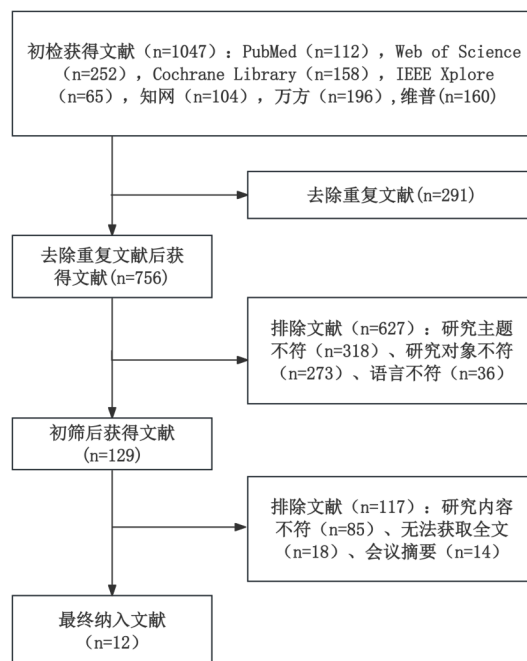 初检获得文献（n=1047）：PubMed（n=112），Web of Science
（n=252），Cochrane Library（n=158），IEEE Xplore
（n=65），知网（n=104），万方（n=196）,维普(n=160)
去除重复文献(n=291)
去除重复文献后获
得文献(n=756)
排除文献（n=627）：研究主题
不符（n=318）、研究对象不符
（n=273）、语言不符（n=36）
初筛后获得文献
(n=129)
排除文献（n=117）：研究内容
不符（n=85）、无法获取全文
（n=18）、会议摘要（n=14）
最终纳入文献
（n=12）